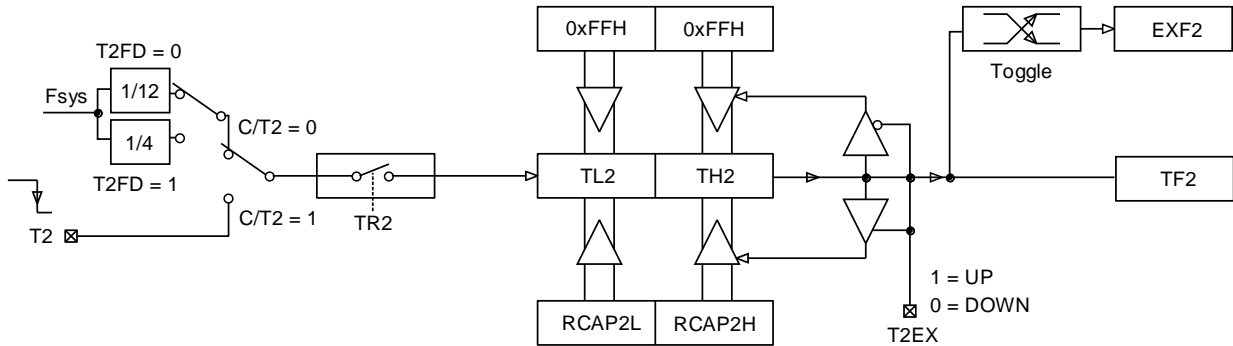 0xFFH 0xFFH
T2FD = 0
EXF2
Toggle
Fsys
1/12
C/T2 = 0
1/4
T2FD = 1
TL2 TH2
TF2
C/T2 = 1
TR2
T2
1 = UP
0 = DOWN
T2EX
RCAP2L RCAP2H